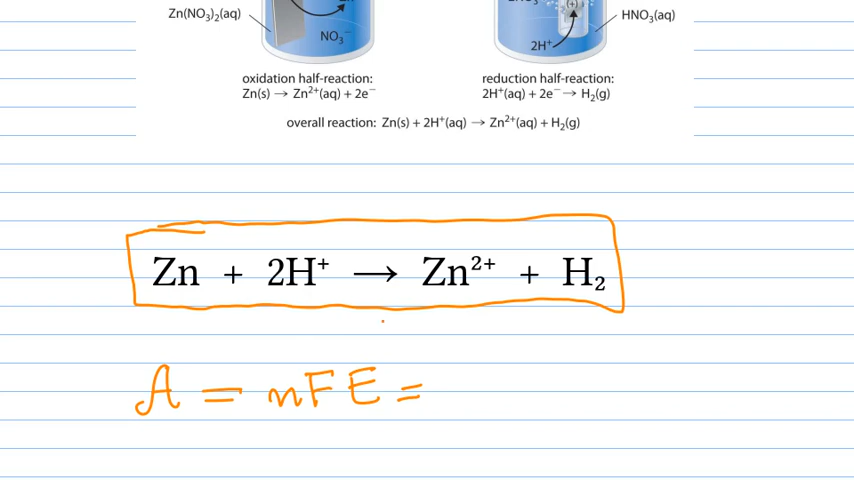 Zn(NO₃)₂(aq)
NO₃⁻
2H⁺
HNO₃(aq)
oxidation half-reaction:
Zn(s) → Zn²⁺(aq) + 2e⁻
reduction half-reaction:
2H⁺(aq) + 2e⁻ → H₂(g)
overall reaction: Zn(s) + 2H⁺(aq) → Zn²⁺(aq) + H₂(g)
Zn + 2H⁺ ⟶ Zn²⁺ + H₂
A = nFE =